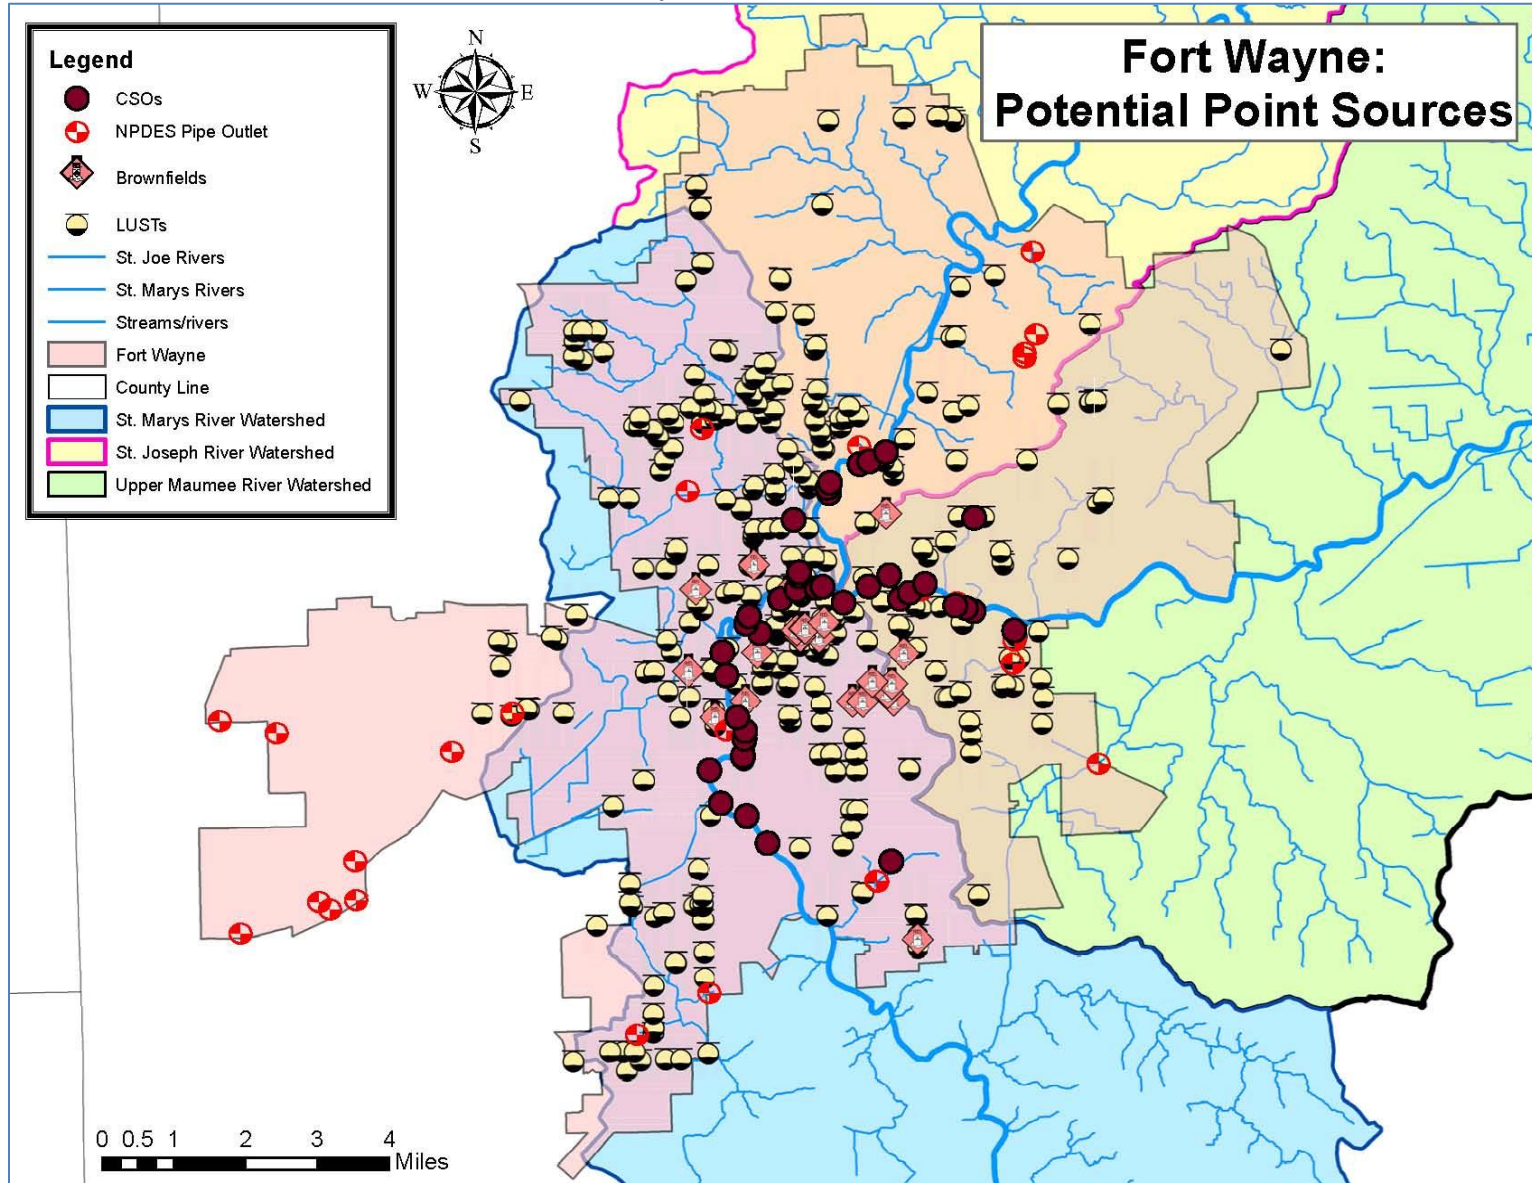 Fort Wayne:
Potential Point Sources
Legend
CSOs
NPDES Pipe Outlet
Brownfields
LUSTs
St. Joe Rivers
St. Marys Rivers
Streams/rivers
Fort Wayne
County Line
St. Marys River Watershed
St. Joseph River Watershed
Upper Maumee River Watershed
N
W E
S
0 0.5 1 2 3 4
Miles